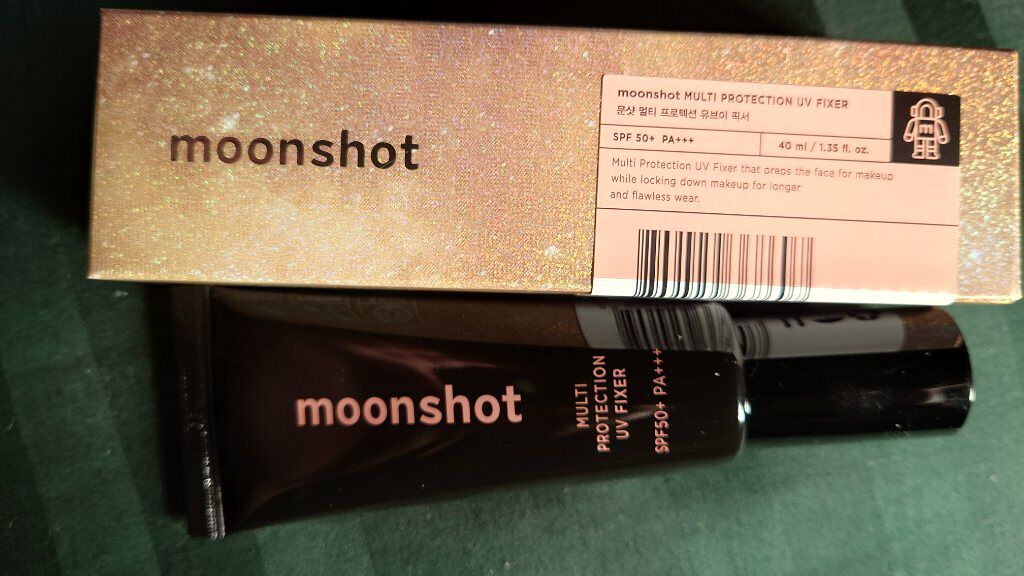 moonshot
moonshot MULTI PROTECTION UV FIXER
문샷 멀티 프로텍션 유브이 픽서
SPF 50+ PA+++
40 ml / 1.35 fl. oz.
Multi Protection UV Fixer that preps the face for makeup
while locking down makeup for longer
and flawless wear.
m
moonshot
MULTI
PROTECTION
UV FIXER
SPF50+ PA+++